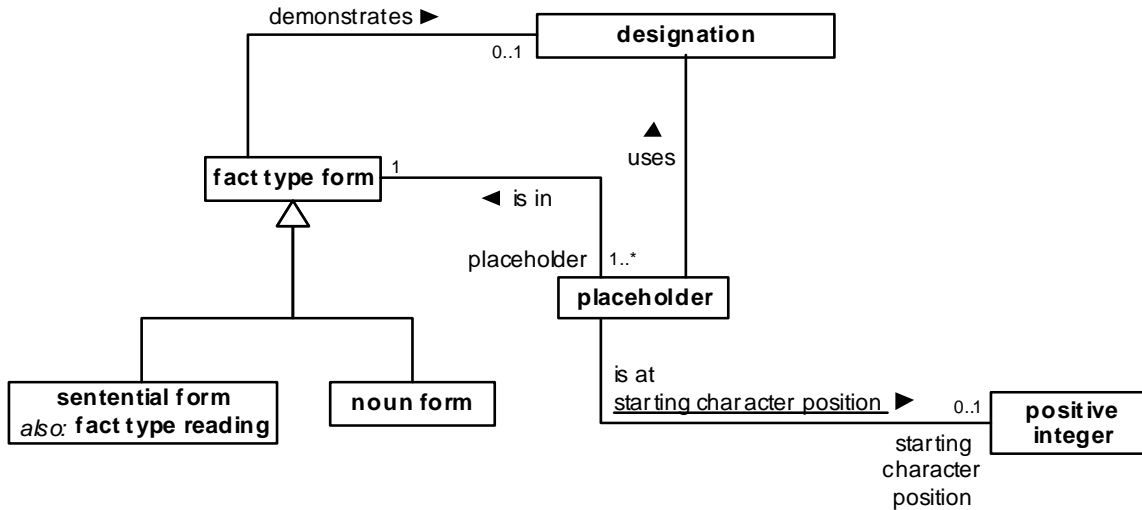 demonstrates ►
designation
0..1
uses
fact type form
1
◄ is in
placeholder
1..*
placeholder
sentential form
also: fact type reading
noun form
is at
starting character position ►
0..1
positive
integer
starting
character
position